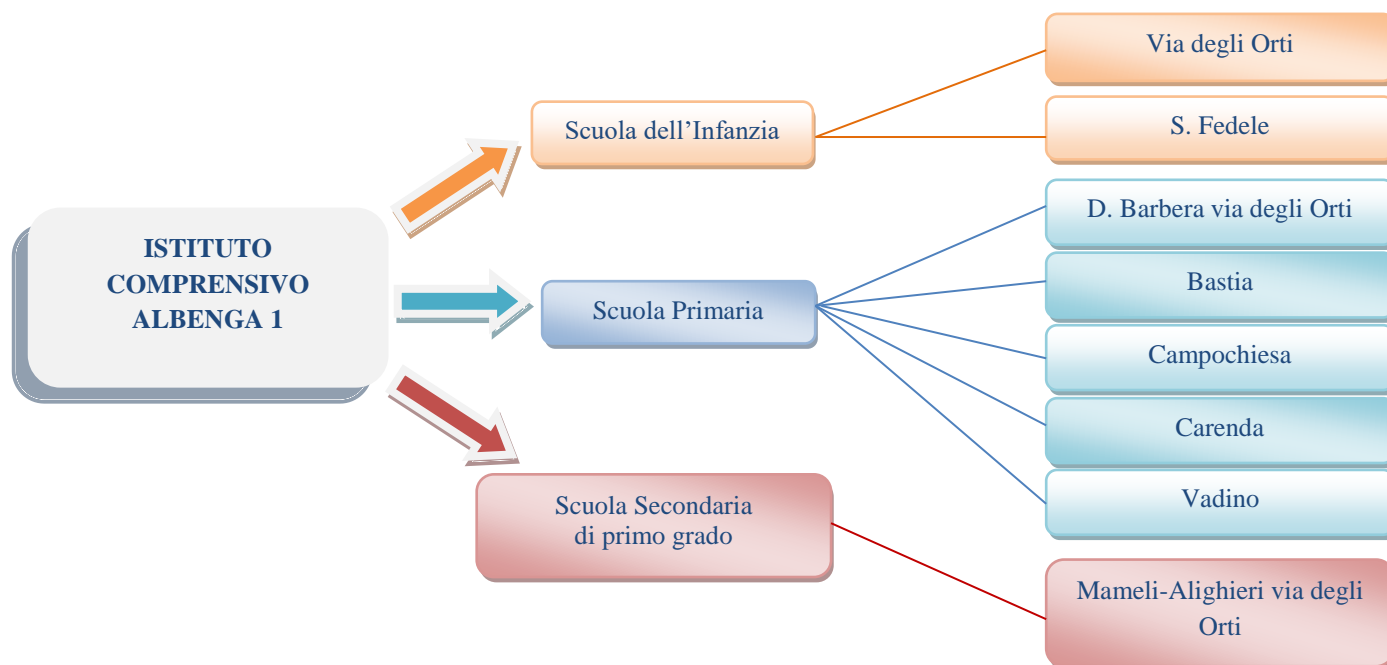 ISTITUTO
COMPRENSIVO
ALBENGA 1
Scuola dell’Infanzia
Via degli Orti
S. Fedele
Scuola Primaria
D. Barbera via degli Orti
Bastia
Campochiesa
Carenda
Vadino
Scuola Secondaria
di primo grado
Mameli-Alighieri via degli
Orti